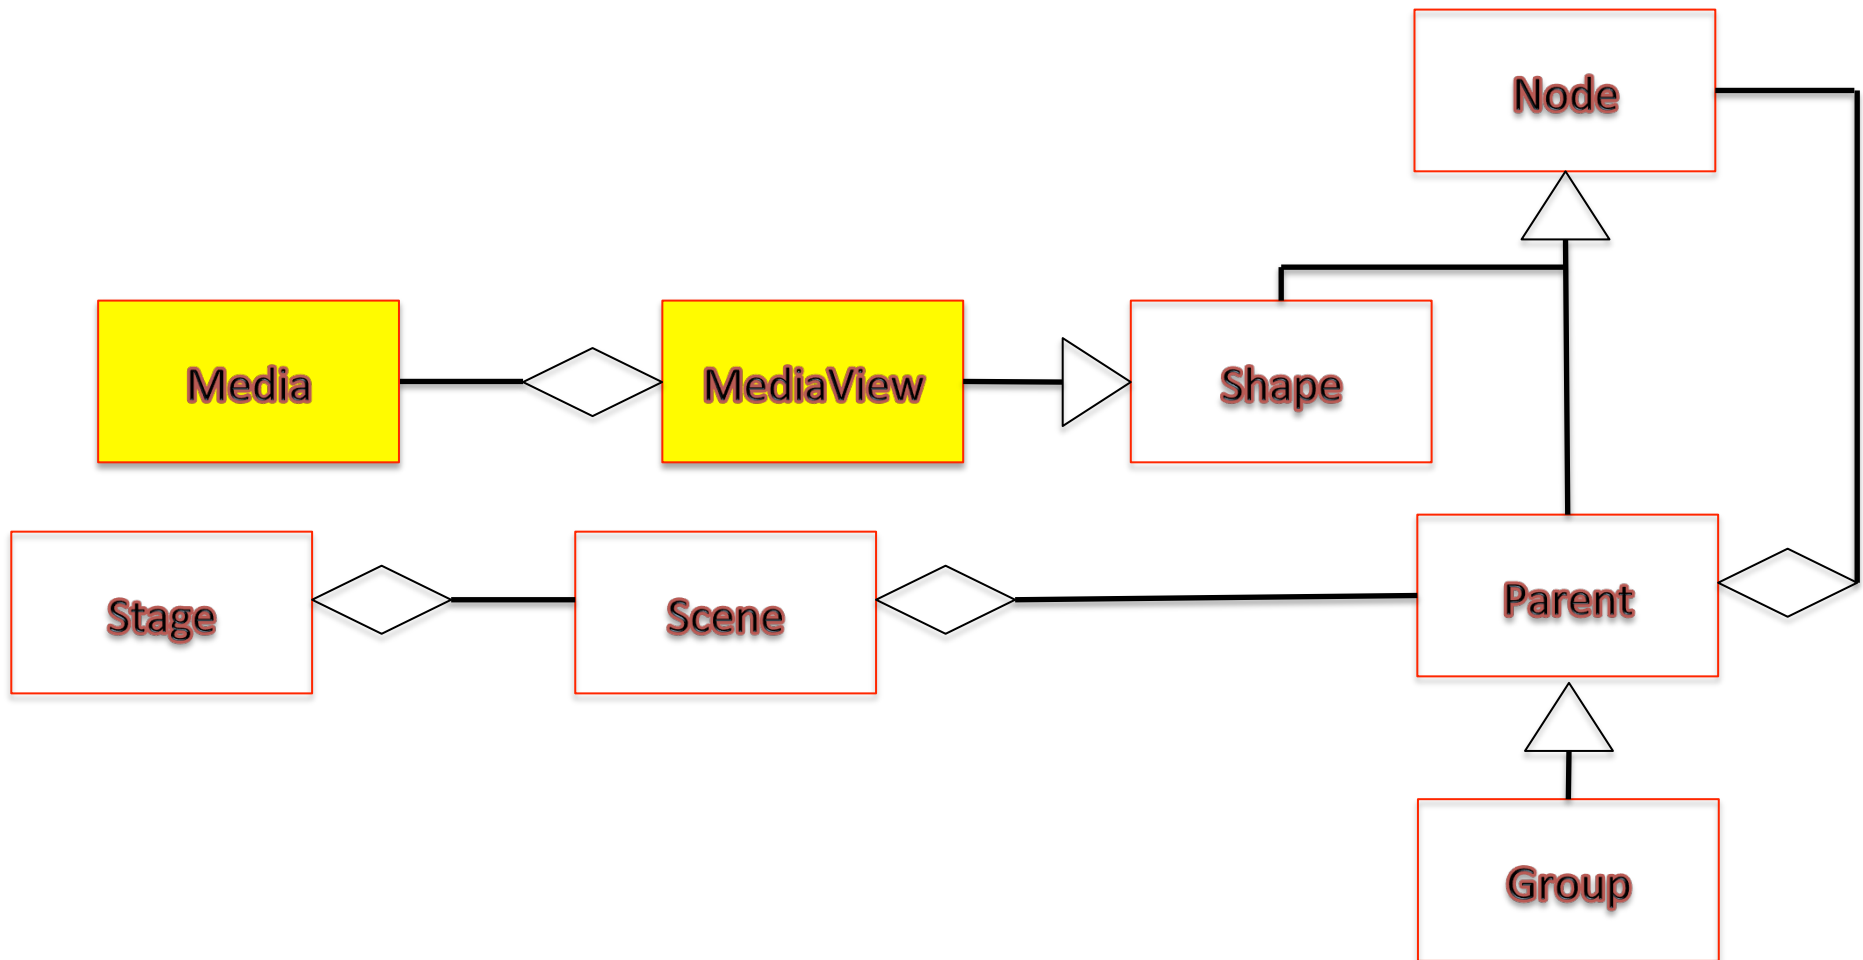 Node
Media
MediaView
Shape
Stage
Scene
Parent
Group